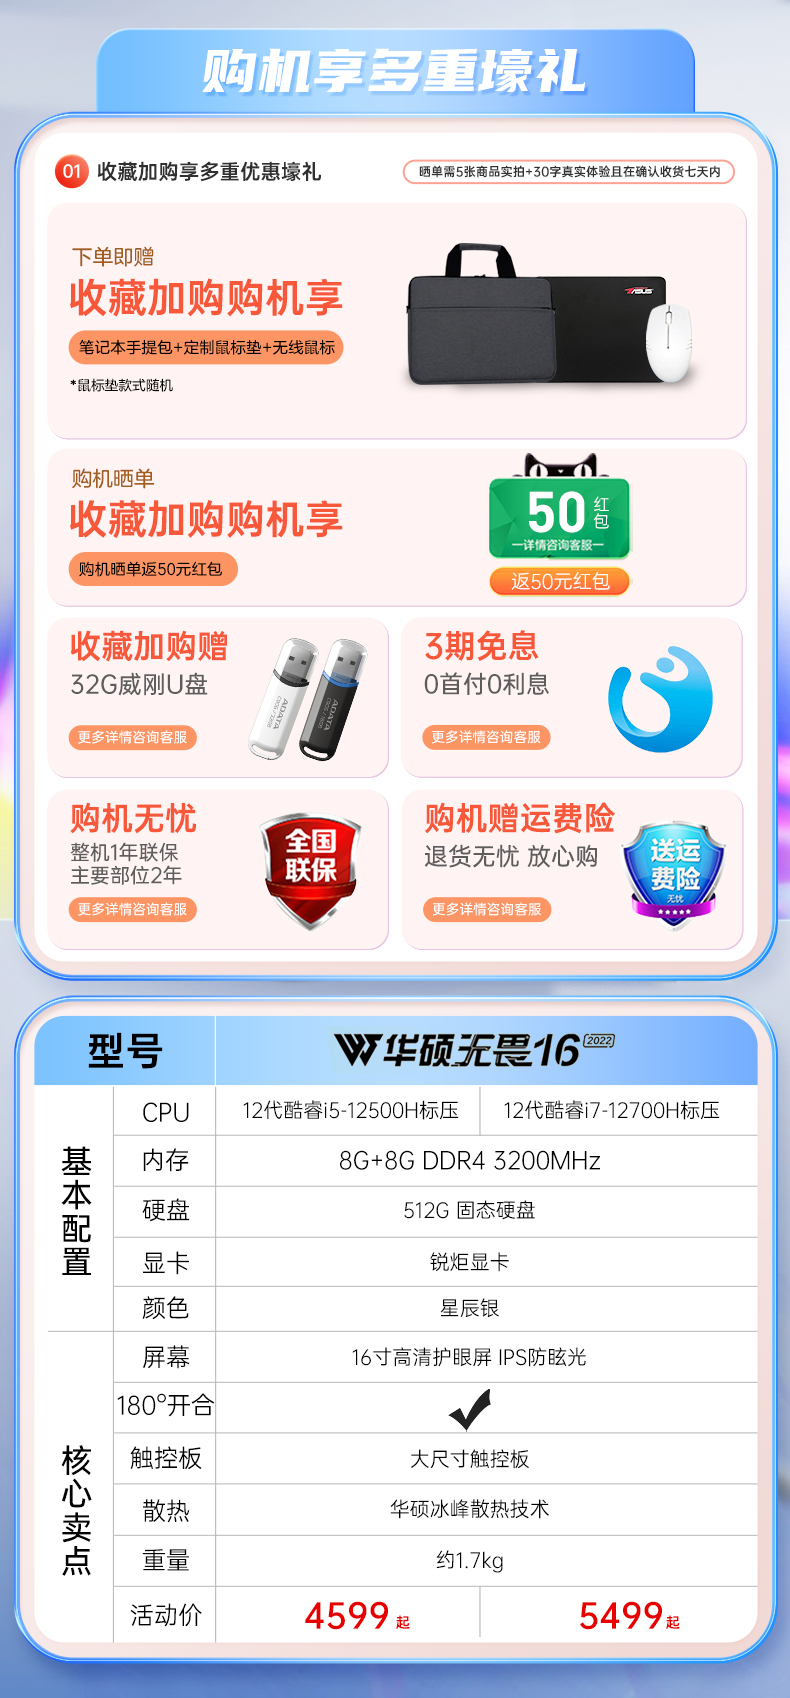 购机享多重壕礼
01 收藏加购享多重优惠壕礼
晒单需5张商品实拍+30字真实体验且在确认收货七天内
下单即赠
收藏加购购机享
笔记本手提包+定制鼠标垫+无线鼠标
*鼠标垫款式随机
ASUS
购机晒单
收藏加购购机享
购机晒单返50元红包
50 红包
一详情咨询客服一
返50元红包
收藏加购赠
32G威刚U盘
更多详情咨询客服
ADATA
ADATA
3期免息
0首付0利息
更多详情咨询客服
购机无忧
整机1年联保
主要部位2年
更多详情咨询客服
全国
联保
购机赠运费险
退货无忧 放心购
更多详情咨询客服
送运
费险
无忧
型号 华硕无畏16 2022
基本配置
CPU 12代酷睿i5-12500H标压 12代酷睿i7-12700H标压
内存 8G+8G DDR4 3200MHz
硬盘 512G 固态硬盘
显卡 锐炬显卡
颜色 星辰银
核心卖点
屏幕 16寸高清护眼屏 IPS防眩光
180°开合
触控板 大尺寸触控板
散热 华硕冰峰散热技术
重量 约1.7kg
活动价 4599起 5499起